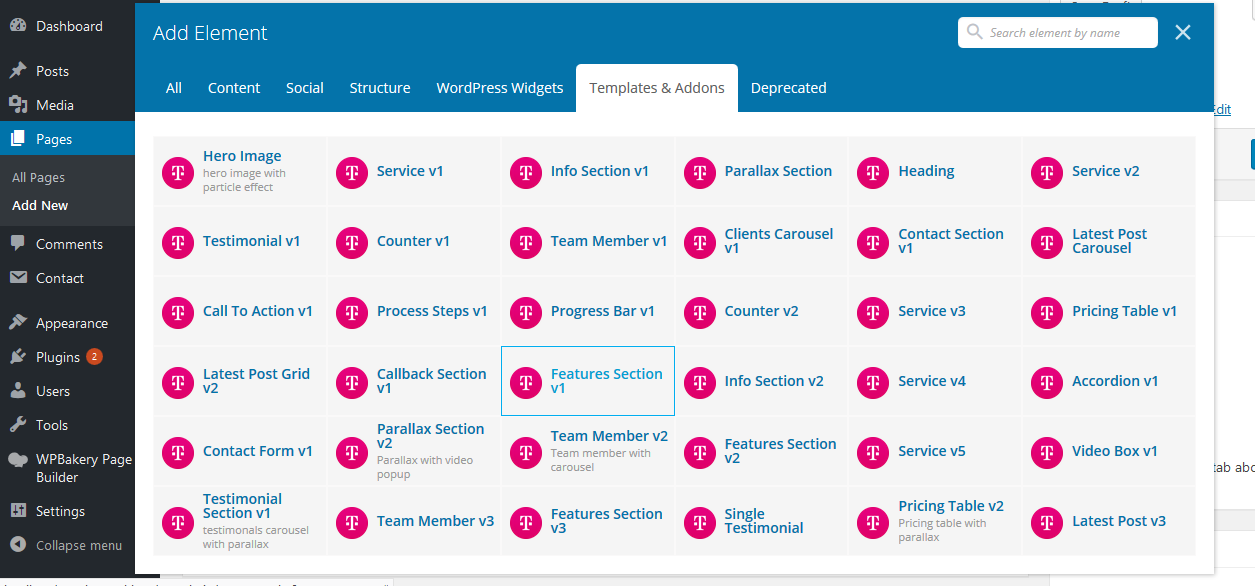 Dashboard
Posts
Media
Pages
All Pages
Add New
Comments
Contact
Appearance
Plugins 2
Users
Tools
WPBakery Page
Builder
Settings
Collapse menu
Add Element
Search element by name
All Content Social Structure WordPress Widgets Templates & Addons Deprecated
Hero Image
hero image with
particle effect
Service v1
Info Section v1
Parallax Section
Heading
Service v2
Testimonial v1
Counter v1
Team Member v1
Clients Carousel
v1
Contact Section
v1
Latest Post
Carousel
Call To Action v1
Process Steps v1
Progress Bar v1
Counter v2
Service v3
Pricing Table v1
Latest Post Grid
v2
Callback Section
v1
Features Section
v1
Info Section v2
Service v4
Accordion v1
Contact Form v1
Parallax Section
v2
Parallax with video
popup
Team Member v2
Team member with
carousel
Features Section
v2
Service v5
Video Box v1
Testimonial
Section v1
testimonals carousel
with parallax
Team Member v3
Features Section
v3
Single
Testimonial
Pricing Table v2
Pricing table with
parallax
Latest Post v3
Edit
tab abo